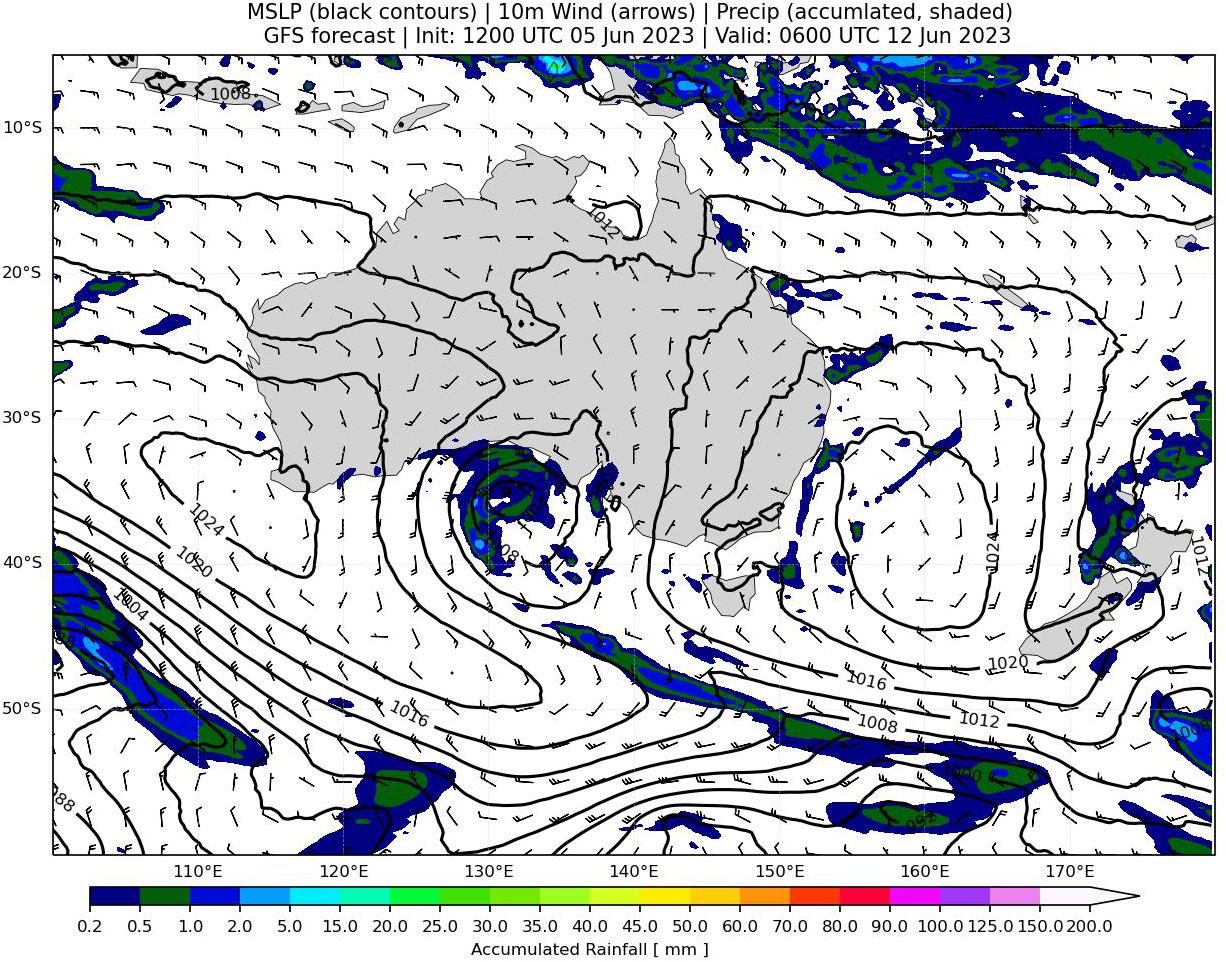 MSLP (black contours) | 10m Wind (arrows) | Precip (accumlated, shaded)
GFS forecast | Init: 1200 UTC 05 Jun 2023 | Valid: 0600 UTC 12 Jun 2023
1008
10°S
1012
20°S
30°S
1024
1024
08
1020
1012
40°S
1004
1020
1016
1016
50°S
1008
1012
1008
992
88
110°E 120°E 130°E 140°E 150°E 160°E 170°E
0.2 0.5 1.0 2.0 5.0 10.0 15.0 20.0 25.0 30.0 35.0 40.0 45.0 50.0 60.0 70.0 80.0 90.0 100.0 125.0 150.0 200.0
Accumulated Rainfall [ mm ]